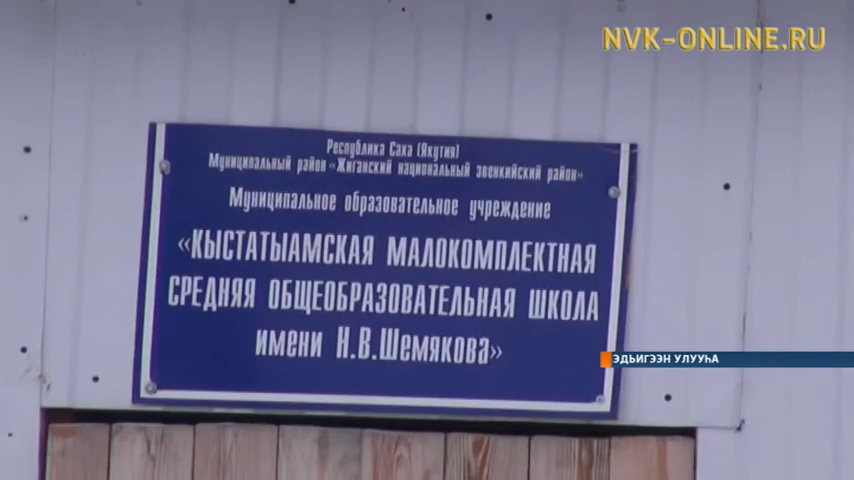 NVK-ONLINE.RU
Республика Саха (Якутия)
Муниципальный район «Жиганский национальный эвенкийский район»
Муниципальное образовательное учреждение
«КЫСТАТЫАМСКАЯ МАЛОКОМПЛЕКТНАЯ
СРЕДНЯЯ ОБЩЕОБРАЗОВАТЕЛЬНАЯ ШКОЛА
имени Н.В.Шемякова»
ЭДЬИГЭЭН УЛУУҺА